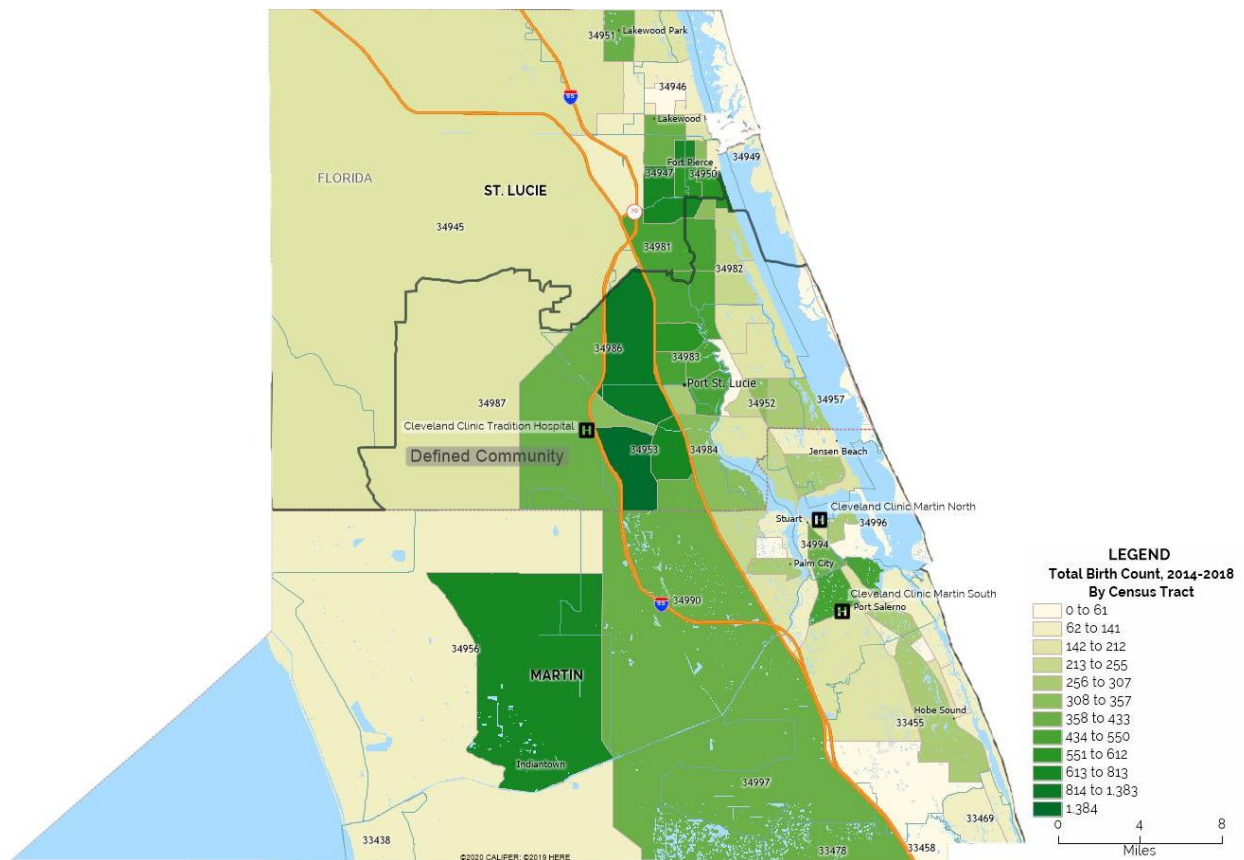 34951
Lakewood Park
95
34946
Lakewood
34949
Fort Pierce
34947
34950
FLORIDA
ST. LUCIE
70
34945
34981
34982
34986
34983
Port St. Lucie
34987
34952
34957
Cleveland Clinic Tradition Hospital
H
34953
34984
Jensen Beach
Defined Community
Cleveland Clinic Martin North
Stuart
H
34996
34994
Palm City
Cleveland Clinic Martin South
H
Port Salerno
95
34990
34956
MARTIN
Hobe Sound
33455
Indiantown
34997
33469
33438
33478
33458
©2020 CALIPER; ©2019 HERE
LEGEND
Total Birth Count, 2014-2018
By Census Tract
0 to 61
62 to 141
142 to 212
213 to 255
256 to 307
308 to 357
358 to 433
434 to 550
551 to 612
613 to 813
814 to 1,383
1,384
0 4 8
Miles